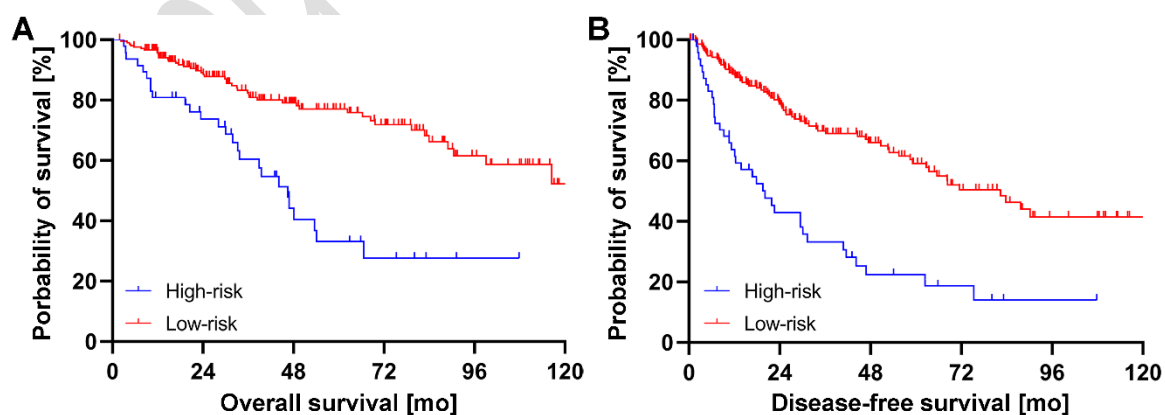 A
Porbability of survival [%]
100
80
60
40
20
0
High-risk
Low-risk
0 24 48 72 96 120
Overall survival [mo]
B
Probability of survival [%]
100
80
60
40
20
0
High-risk
Low-risk
0 24 48 72 96 120
Disease-free survival [mo]